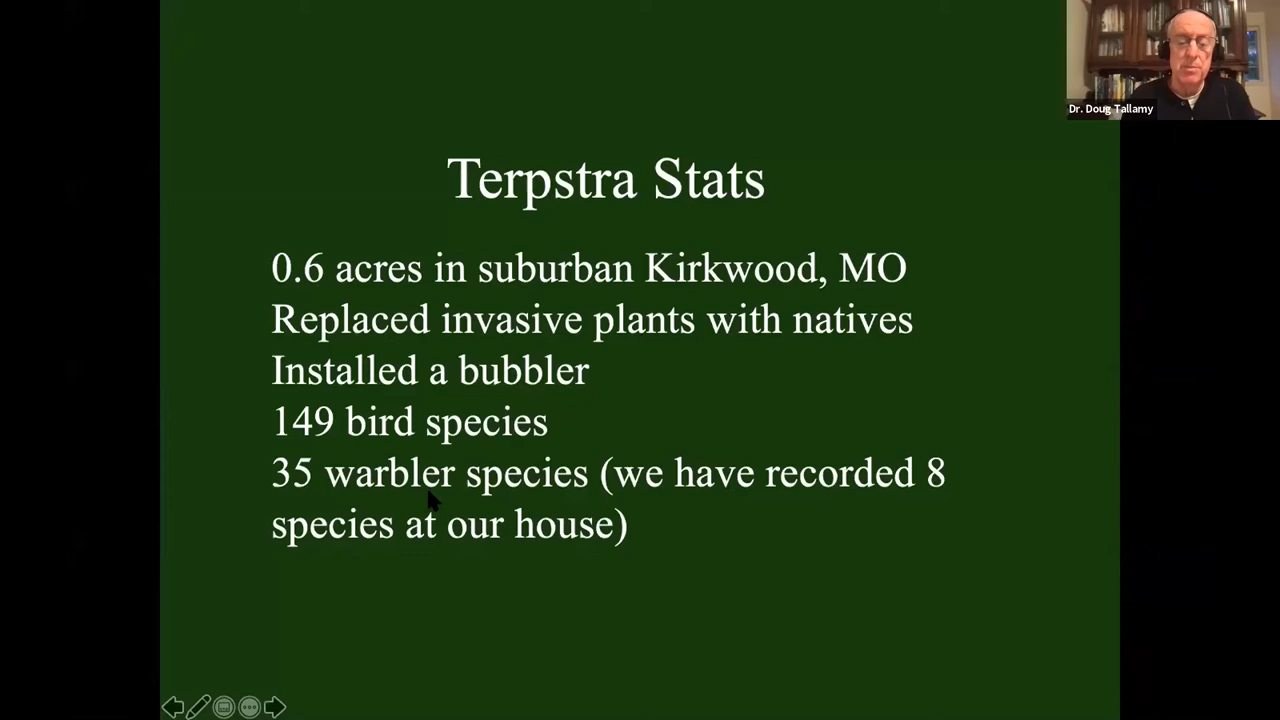 Dr. Doug Tallamy
Terpstra Stats
0.6 acres in suburban Kirkwood, MO
Replaced invasive plants with natives
Installed a bubbler
149 bird species
35 warbler species (we have recorded 8
species at our house)